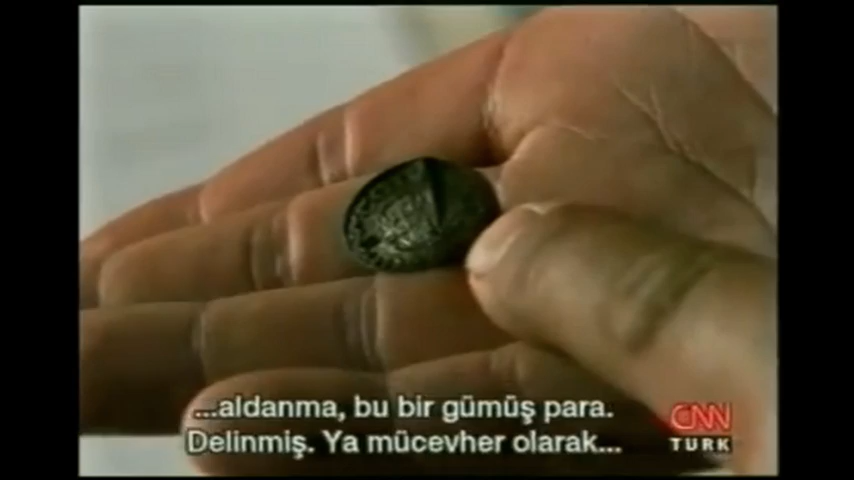 ...aldanma, bu bir gümüş para.
Delinmiş. Ya mücevher olarak...
CNN
TURK